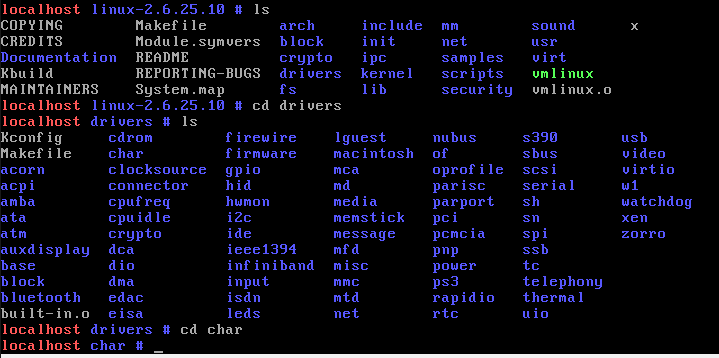 localhost linux-2.6.25.10 # ls
COPYING Makefile arch include mm sound x
CREDITS Module.symvers block init net usr
Documentation README crypto ipc samples virt
Kbuild REPORTING-BUGS drivers kernel scripts vmlinux
MAINTAINERS System.map fs lib security vmlinux.o
localhost linux-2.6.25.10 # cd drivers
localhost drivers # ls
Kconfig cdrom firewire lguest nubus s390 usb
Makefile char firmware macintosh of sbus video
acorn clocksource gpio mca oprofile scsi virtio
acpi connector hid md parisc serial w1
amba cpufreq hwmon media parport sh watchdog
ata cpuidle i2c memstick pci sn xen
atm crypto ide message pcmcia spi zorro
auxdisplay dca ieee1394 mfd pnp ssb
base dio infiniband misc power tc
block dma input mmc ps3 telephony
bluetooth edac isdn mtd rapidio thermal
built-in.o eisa leds net rtc uio
localhost drivers # cd char
localhost char # _